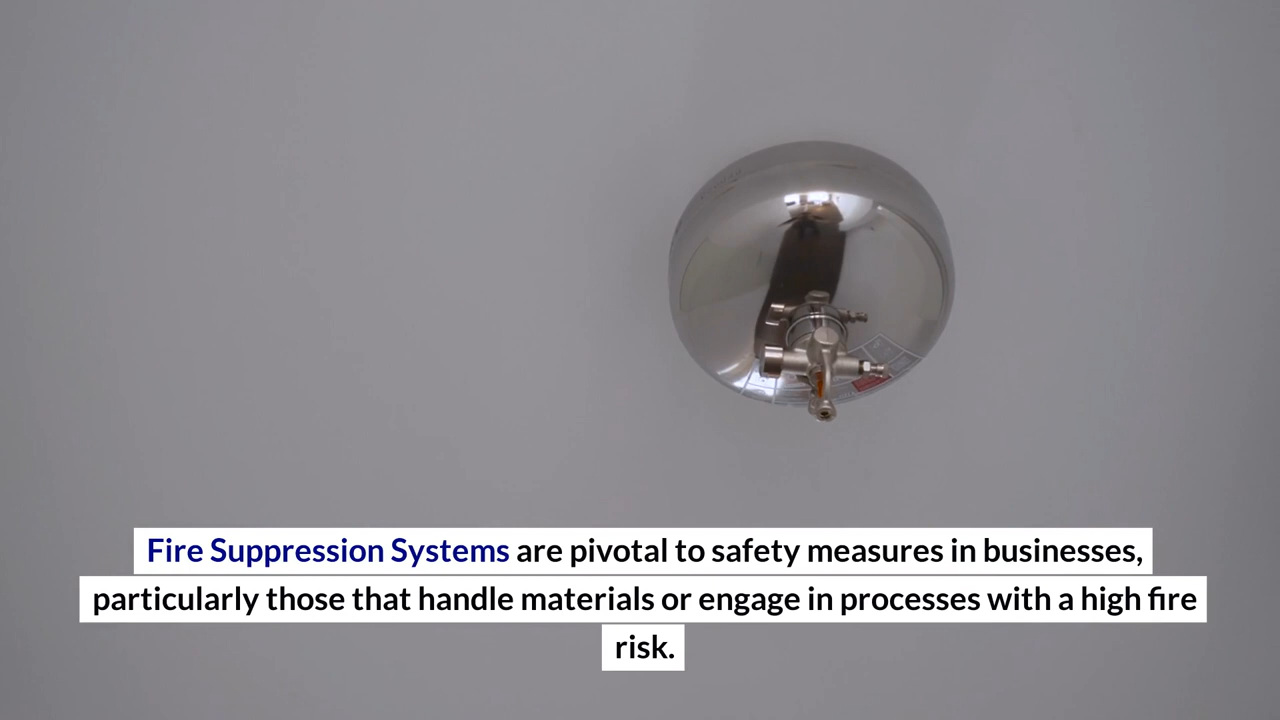 Fire Suppression Systems are pivotal to safety measures in businesses,
particularly those that handle materials or engage in processes with a high fire
risk.